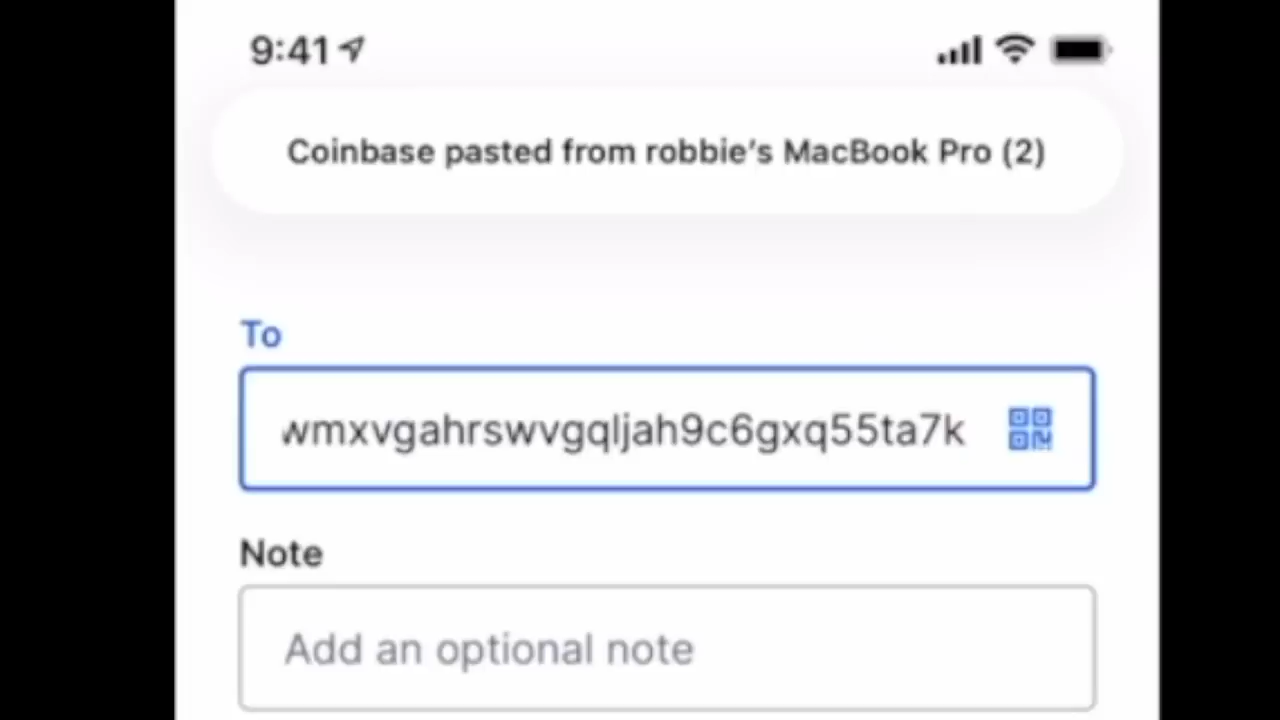 9:41
Coinbase pasted from robbie's MacBook Pro (2)
To
wmxvgahrswvgqljah9c6gxq55ta7k
Note
Add an optional note